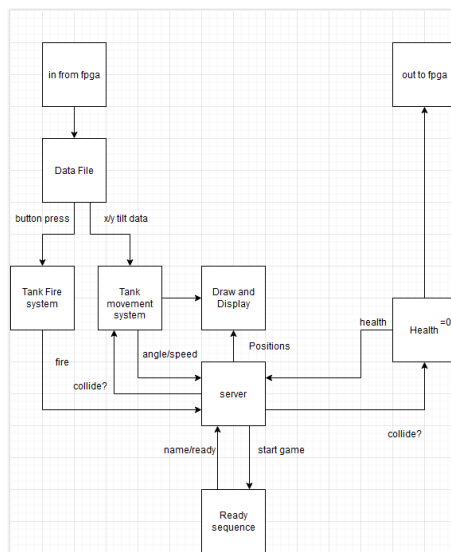 in from fpga
out to fpga
Data File
button press
x/y tilt data
Tank Fire
system
Tank
movement
system
Draw and
Display
Health=0
health
Positions
angle/speed
fire
collide?
server
collide?
name/ready
start game
Ready
sequence